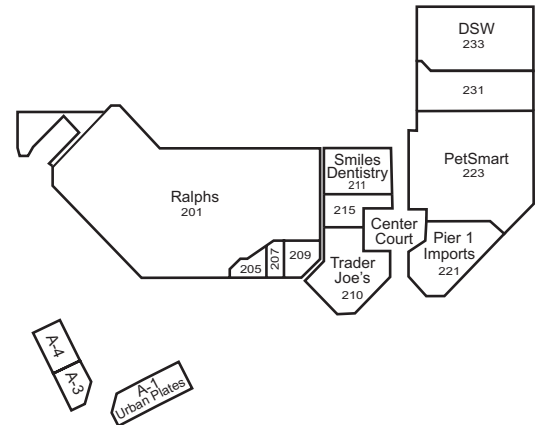 DSW
233
231
PetSmart
223
Smiles
Dentistry
211
Ralphs
201
215
Center
Court
Pier 1
Imports
221
209
207
205
Trader
Joe's
210
A-4
A-3
A-1
Urban Plates